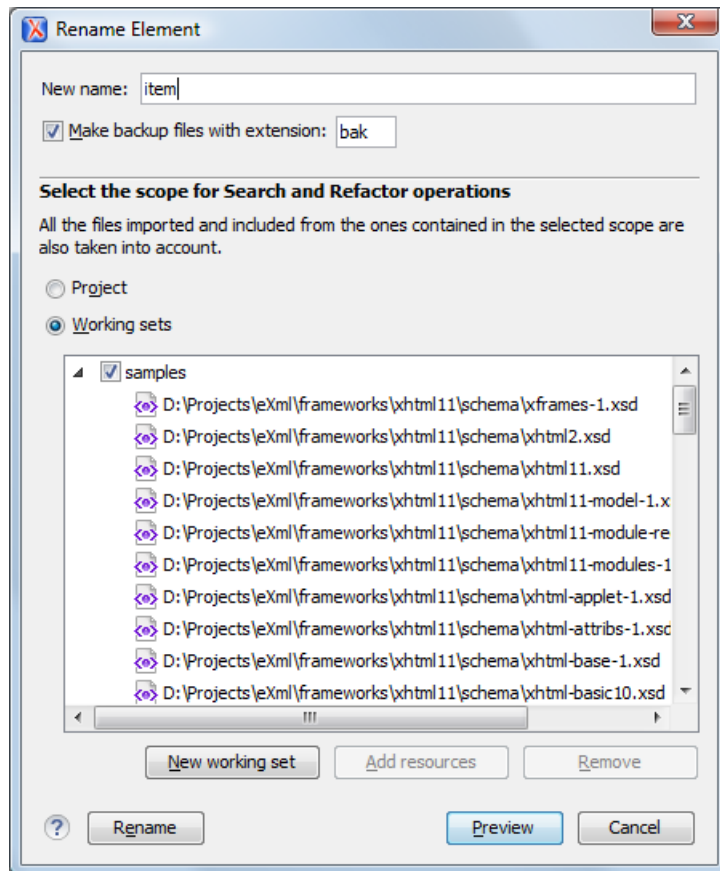 Rename Element
New name: item
Make backup files with extension: bak
Select the scope for Search and Refactor operations
All the files imported and included from the ones contained in the selected scope are
also taken into account.
Project
Working sets
samples
D:\Projects\eXml\frameworks\xhtml11\schema\xframes-1.xsd
D:\Projects\eXml\frameworks\xhtml11\schema\xhtml2.xsd
D:\Projects\eXml\frameworks\xhtml11\schema\xhtml11.xsd
D:\Projects\eXml\frameworks\xhtml11\schema\xhtml11-model-1.x
D:\Projects\eXml\frameworks\xhtml11\schema\xhtml11-module-re
D:\Projects\eXml\frameworks\xhtml11\schema\xhtml11-modules-1
D:\Projects\eXml\frameworks\xhtml11\schema\xhtml-applet-1.xsd
D:\Projects\eXml\frameworks\xhtml11\schema\xhtml-attribs-1.xsd
D:\Projects\eXml\frameworks\xhtml11\schema\xhtml-base-1.xsd
D:\Projects\eXml\frameworks\xhtml11\schema\xhtml-basic10.xsd
New working set Add resources Remove
? Rename Preview Cancel